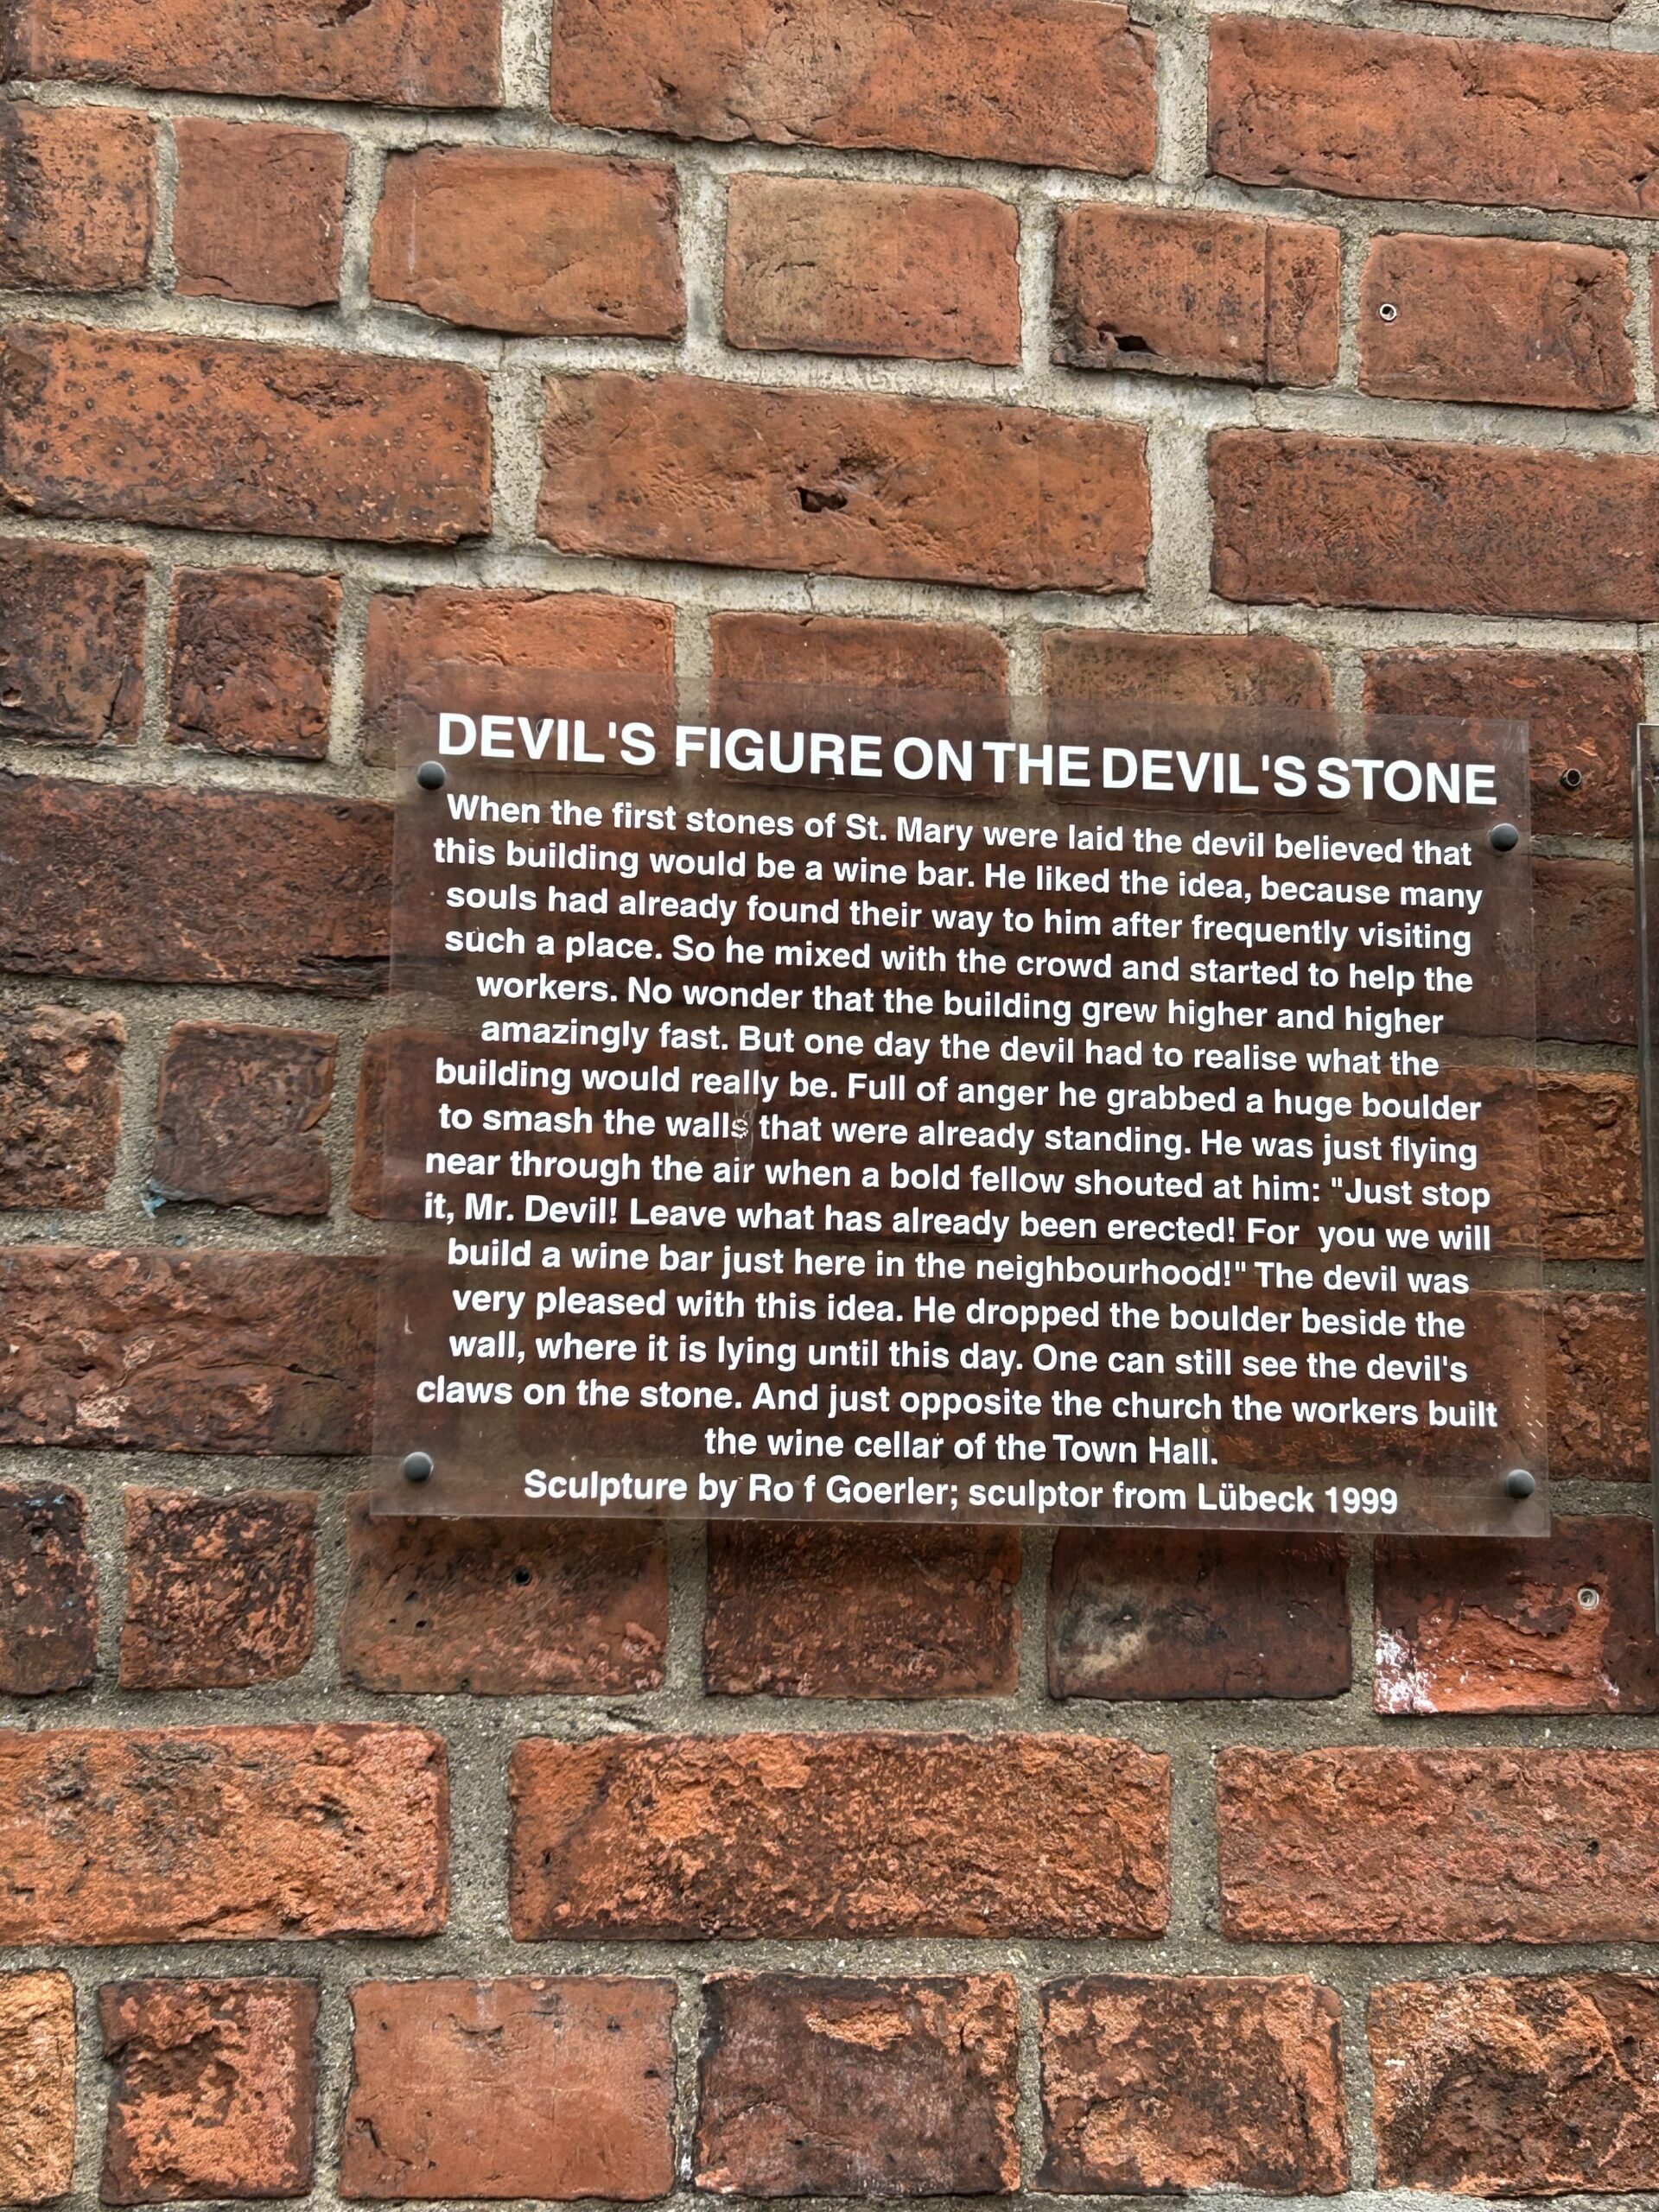 DEVIL'S FIGURE ON THE DEVIL'S STONE
When the first stones of St. Mary were laid the devil believed that
this building would be a wine bar. He liked the idea, because many
souls had already found their way to him after frequently visiting
such a place. So he mixed with the crowd and started to help the
workers. No wonder that the building grew higher and higher
amazingly fast. But one day the devil had to realise what the
building would really be. Full of anger he grabbed a huge boulder
to smash the walls that were already standing. He was just flying
near through the air when a bold fellow shouted at him: "Just stop
it, Mr. Devil! Leave what has already been erected! For you we will
build a wine bar just here in the neighbourhood!" The devil was
very pleased with this idea. He dropped the boulder beside the
wall, where it is lying until this day. One can still see the devil's
claws on the stone. And just opposite the church the workers built
the wine cellar of the Town Hall.
Sculpture by Ro f Goerler; sculptor from Lübeck 1999